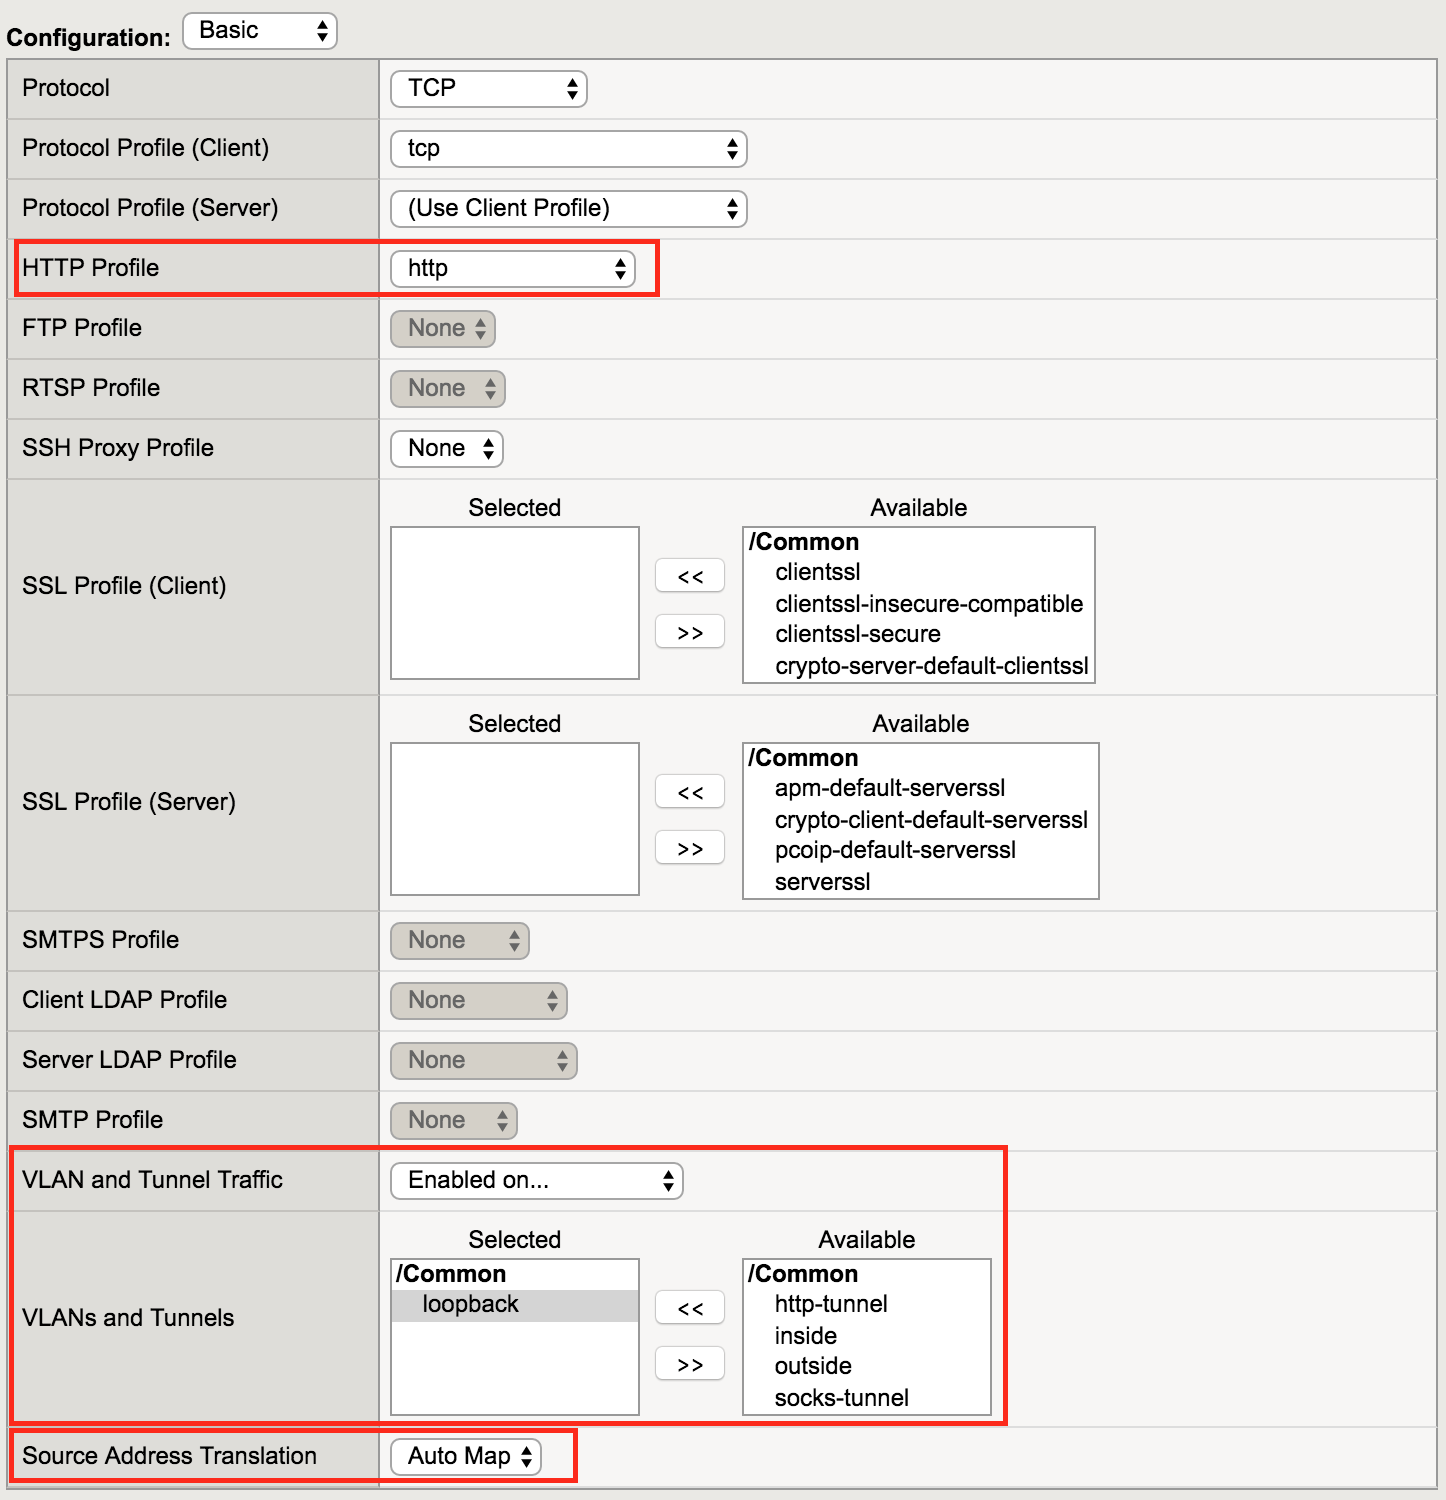 Configuration: Basic
Protocol TCP
Protocol Profile (Client) tcp
Protocol Profile (Server) (Use Client Profile)
HTTP Profile http
FTP Profile None
RTSP Profile None
SSH Proxy Profile None
Selected Available
SSL Profile (Client)
<<
>>
/Common
clientssl
clientssl-insecure-compatible
clientssl-secure
crypto-server-default-clientssl
Selected Available
SSL Profile (Server)
<<
>>
/Common
apm-default-serverssl
crypto-client-default-serverssl
pcoip-default-serverssl
serverssl
SMTPS Profile None
Client LDAP Profile None
Server LDAP Profile None
SMTP Profile None
VLAN and Tunnel Traffic Enabled on...
Selected Available
VLANs and Tunnels
/Common
loopback
<<
>>
/Common
http-tunnel
inside
outside
socks-tunnel
Source Address Translation Auto Map